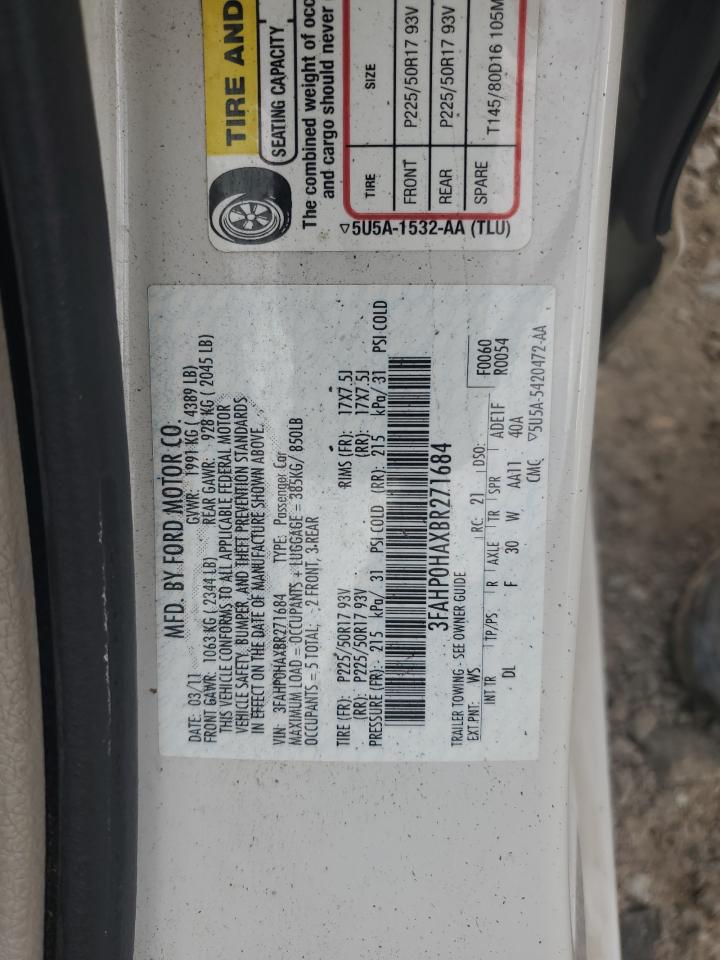 TIRE AND
SEATING CAPACITY
The combined weight of occ
and cargo should never
TIRE SIZE
FRONT P225/50R17 93V
REAR P225/50R17 93V
SPARE T145/80D16 105M
▽5U5A-1532-AA (TLU)
MFD. BY FORD MOTOR CO.
DATE: 03/11 GVWR: 1991 KG ( 4389 LB)
FRONT GAWR: 1063 KG ( 2344 LB) REAR GAWR: 928 KG ( 2045 LB)
THIS VEHICLE CONFORMS TO ALL APPLICABLE FEDERAL MOTOR
VEHICLE SAFETY, BUMPER, AND THEFT PREVENTION STANDARDS
IN EFFECT ON THE DATE OF MANUFACTURE SHOWN ABOVE.
VIN: 3FAHP0HAXBR271684 TYPE: Passenger Car
MAXIMUM LOAD = OCCUPANTS + LUGGAGE = 385KG/ 850LB
OCCUPANTS = 5 TOTAL; -2 FRONT, 3-REAR
TIRE (FR): P225/50R17 93V RIMS (FR): 17X7.5J
(RR): P225/50R17 93V (RR): 17X7.5J
PRESSURE (FR): 215 kPa/ 31 PSI COLD (RR): 215 kPa/ 31 PSI COLD
3FAHP0HAXBR271684
TRAILER TOWING - SEE OWNER GUIDE F0060
EXT PNT: WS RC: 21 DSO: R0054
INT TR TP/PS R AXLE TR SPR ADE1F
DL F 30 W AA11 40A
CMC ▽5U5A-5420472-AA